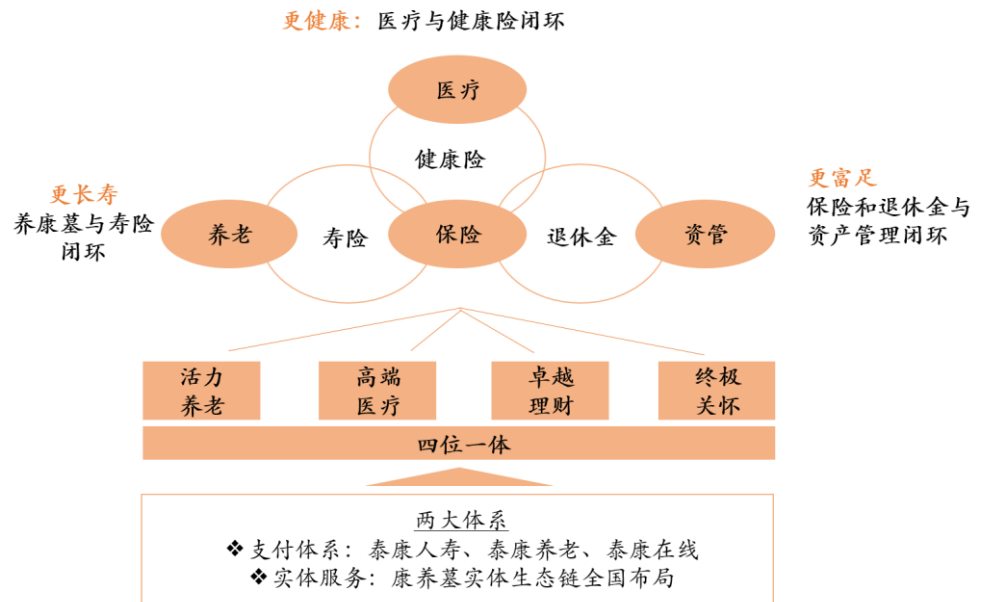 更健康：医疗与健康险闭环
医疗
健康险
更长寿
养康墓与寿险
闭环
养老
寿险
保险
退休金
资管
更富足
保险和退休金与
资产管理闭环
活力
养老
高端
医疗
卓越
理财
终极
关怀
四位一体
两大体系
❖支付体系：泰康人寿、泰康养老、泰康在线
❖实体服务：康养墓实体生态链全国布局